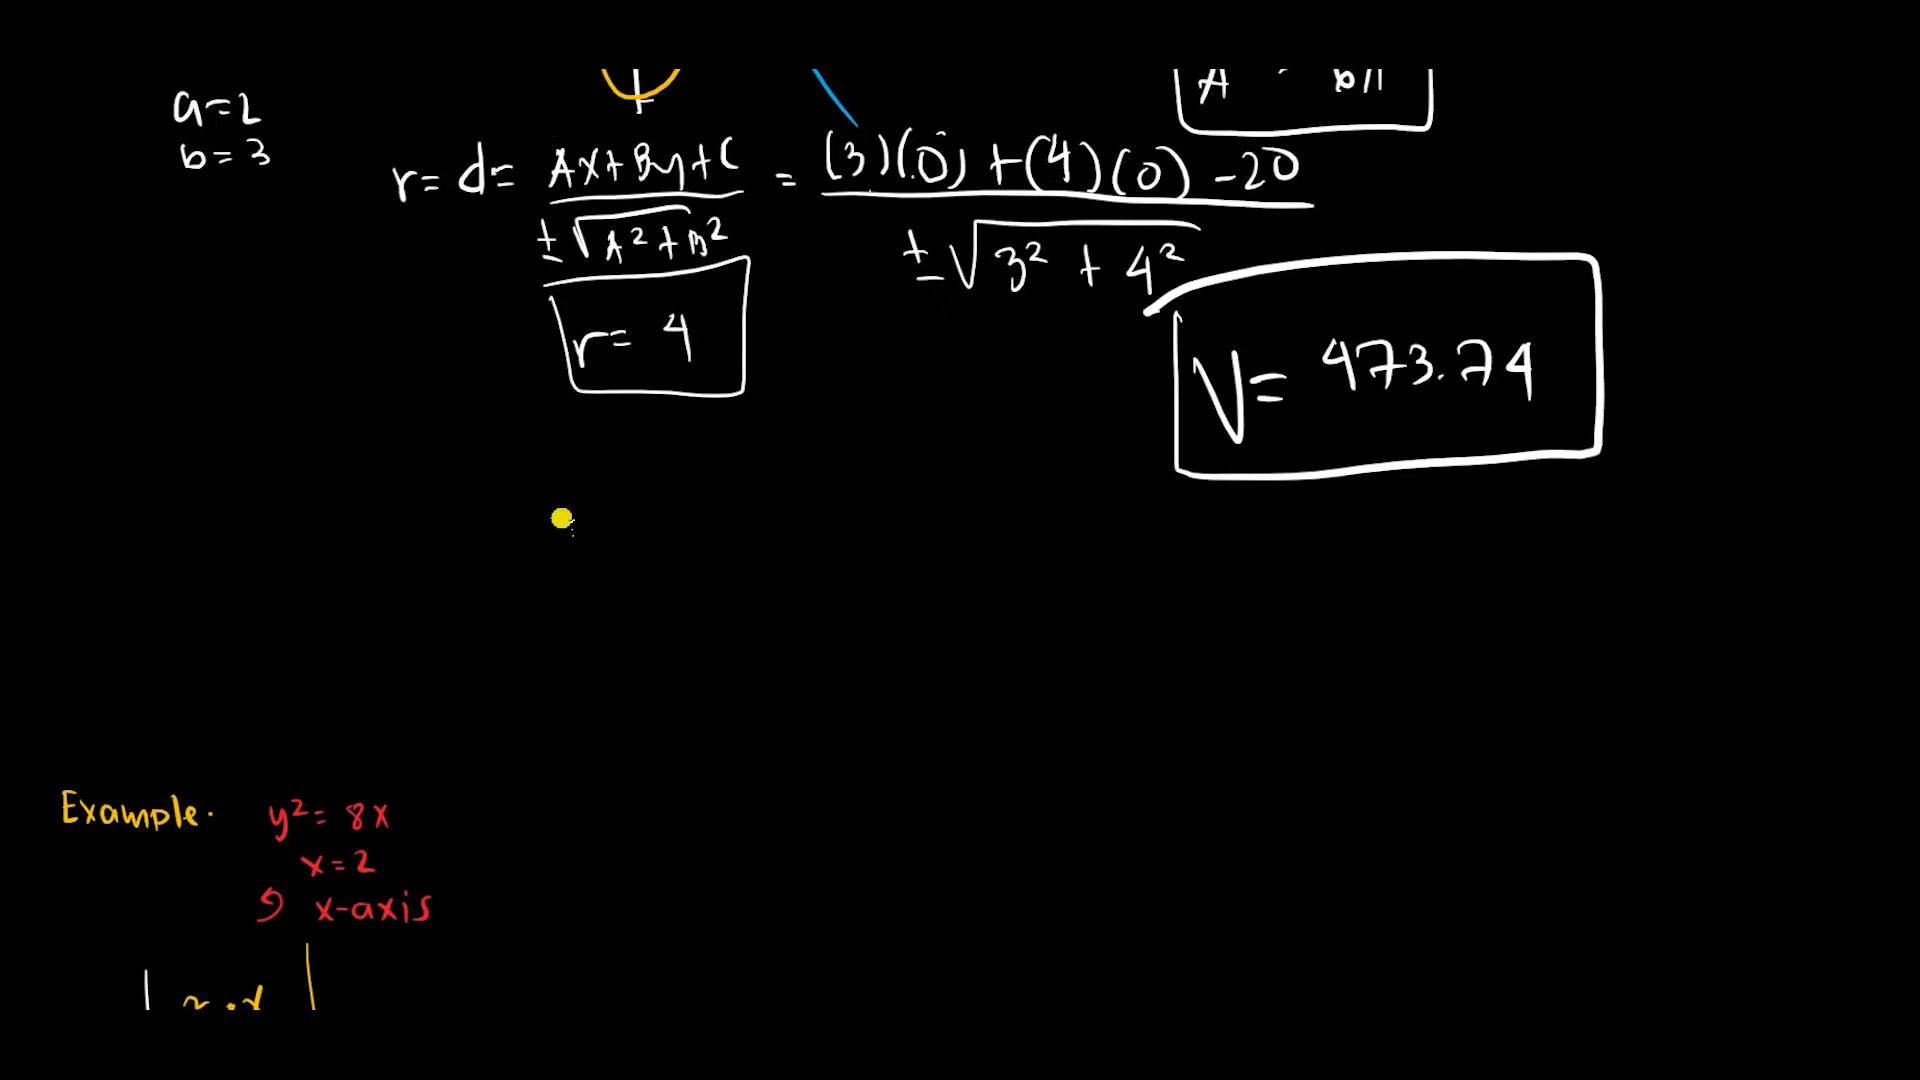 a=2
b=3
A = 6π
r= d= Ax+By+C / ±√A²+B² = (3)(0)+(4)(0)-20 / ±√3²+4²
r= 4
V= 473.74
Example. y²= 8x
x=2
x-axis